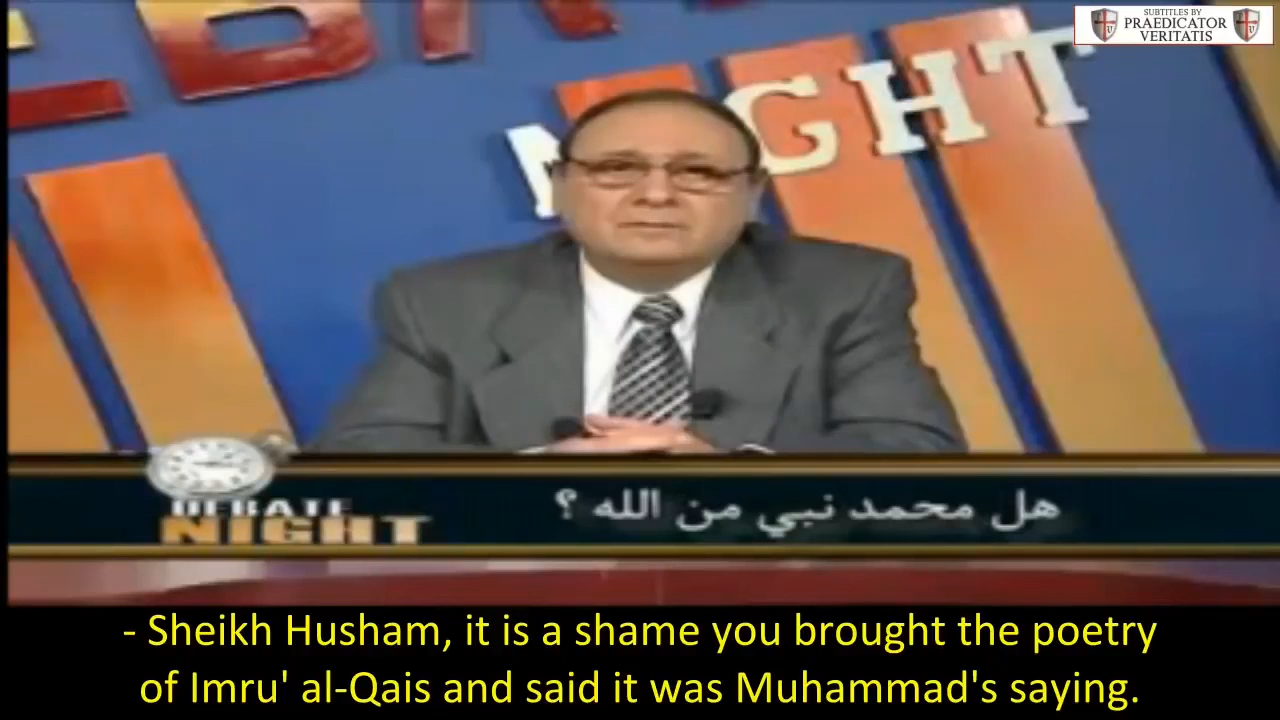 SUBTITLES BY
PRAEDICATOR
VERITATIS
NIGHT
DEBATE
NIGHT
هل محمد نبي من الله ؟
- Sheikh Husham, it is a shame you brought the poetry
of Imru' al-Qais and said it was Muhammad's saying.